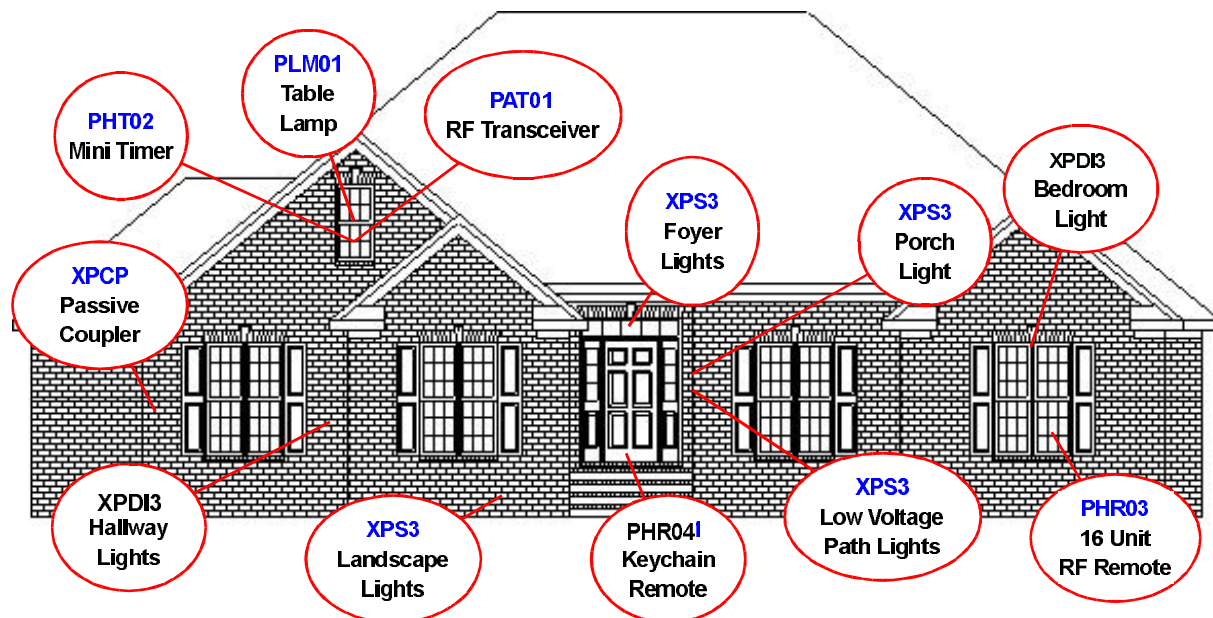 PLM01
Table
Lamp
PAT01
RF Transceiver
PHT02
Mini Timer
XPDI3
Bedroom
Light
XPS3
Foyer
Lights
XPS3
Porch
Light
XPCP
Passive
Coupler
XPDI3
Hallway
Lights
XPS3
Landscape
Lights
PHR04I
Keychain
Remote
XPS3
Low Voltage
Path Lights
PHR03
16 Unit
RF Remote